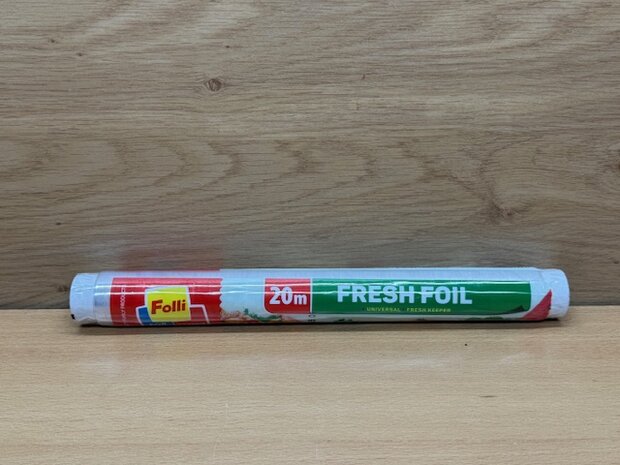 Folli
20m
FRESH FOIL
UNIVERSAL FRESH KEEPER